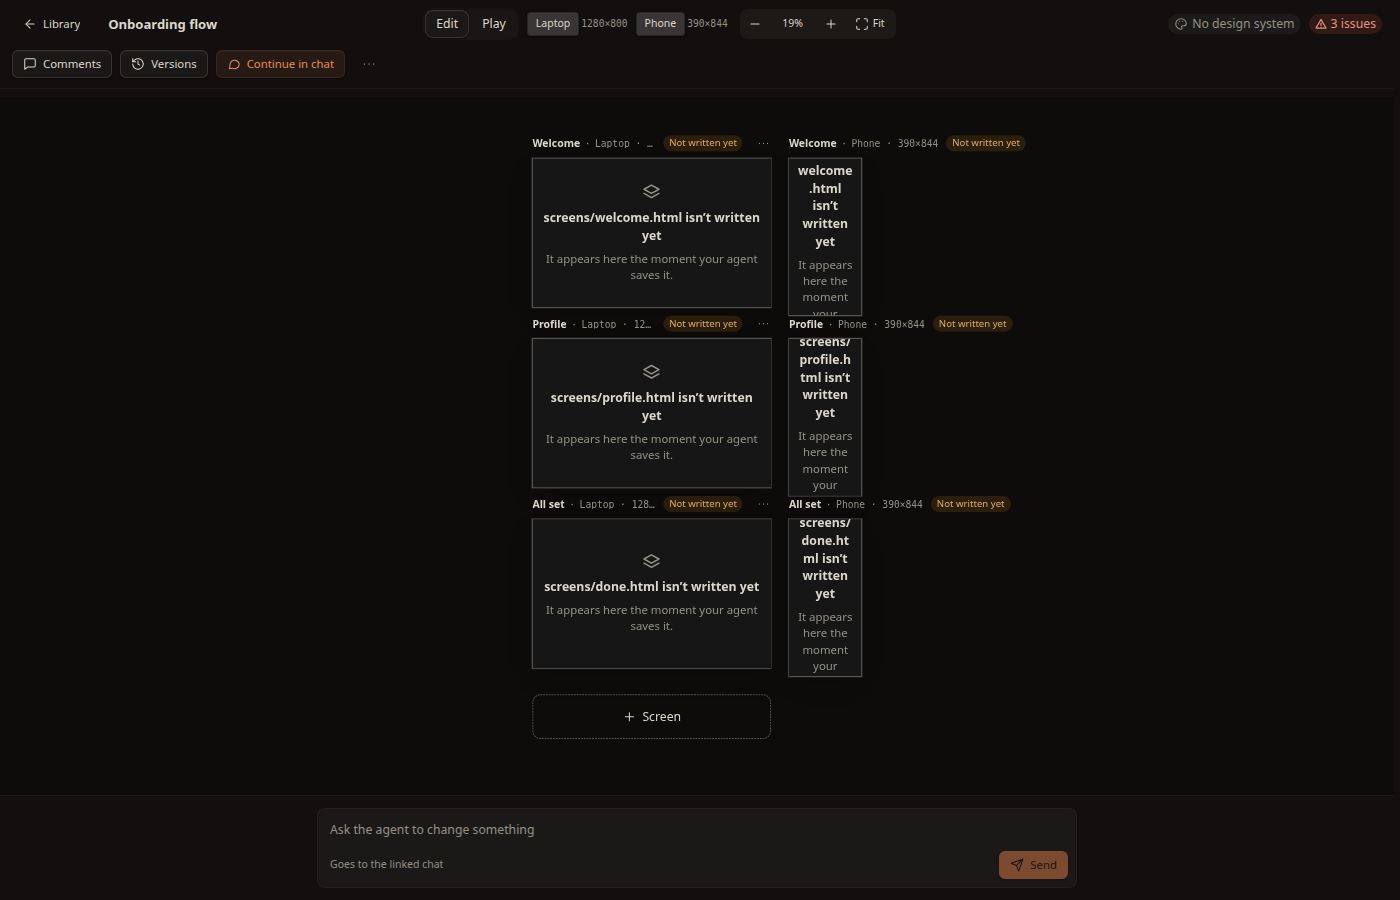 Library
Onboarding flow
Edit
Play
Laptop 1280×800
Phone 390×844
19%
Fit
No design system
3 issues
Comments
Versions
Continue in chat
···
Welcome · Laptop · …
Not written yet
···
Welcome · Phone · 390×844
Not written yet
screens/welcome.html isn’t written
yet
It appears here the moment your agent
saves it.
welcome
.html
isn’t
written
yet
It appears
here the
moment
your
Profile · Laptop · 12…
Not written yet
···
Profile · Phone · 390×844
Not written yet
screens/profile.html isn’t written
yet
It appears here the moment your agent
saves it.
screens/
profile.h
tml isn’t
written
yet
It appears
here the
moment
your
All set · Laptop · 128…
Not written yet
···
All set · Phone · 390×844
Not written yet
screens/done.html isn’t written yet
It appears here the moment your agent
saves it.
screens/
done.ht
ml isn’t
written
yet
It appears
here the
moment
your
Screen
Ask the agent to change something
Goes to the linked chat
Send